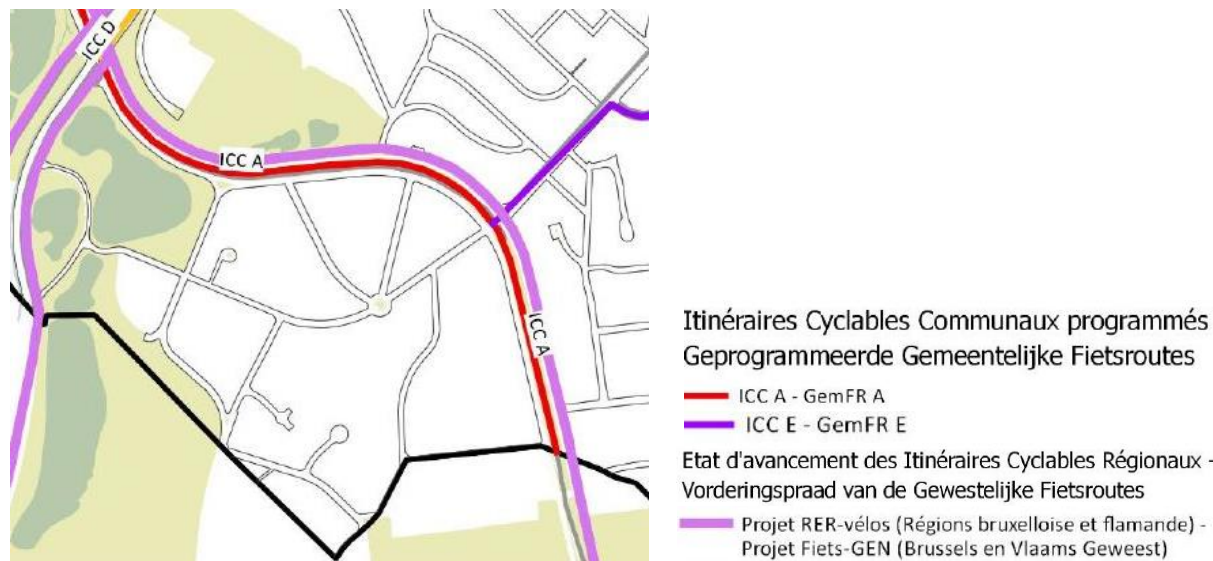 ICC D
ICC A
ICC A
Itinéraires Cyclables Communaux programmés
Geprogrammeerde Gemeentelijke Fietsroutes
ICC A - GemFR A
ICC E - GemFR E
Etat d'avancement des Itinéraires Cyclables Régionaux -
Vorderingspraad van de Gewestelijke Fietsroutes
Projet RER-vélos (Régions bruxelloise et flamande) -
Projet Fiets-GEN (Brussels en Vlaams Geweest)